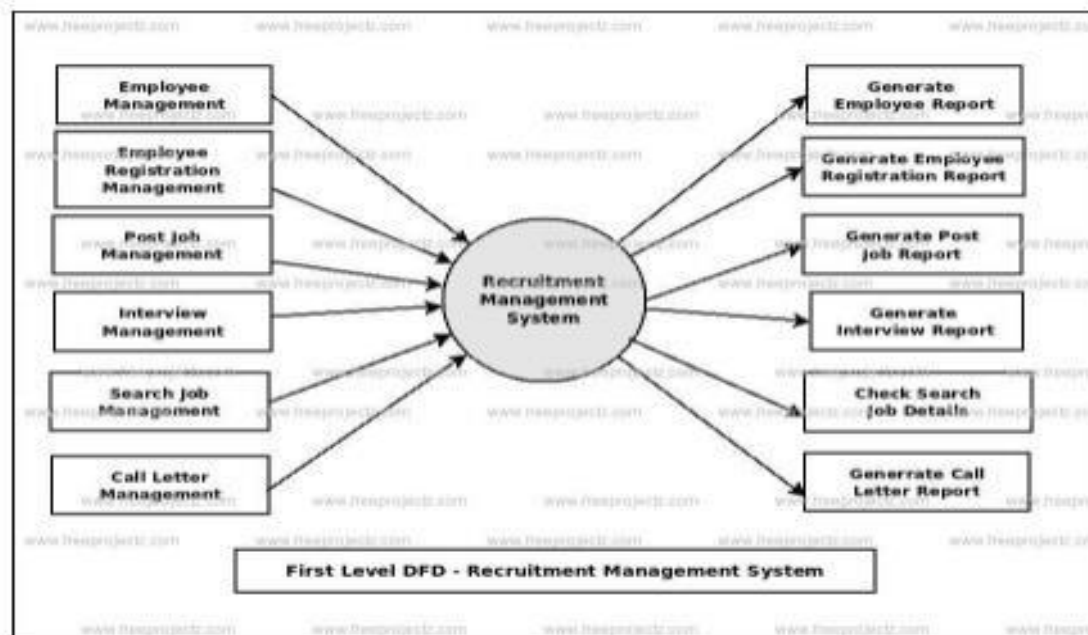 Employee
Management
Employee
Registration
Management
Post Job
Management
Interview
Management
Search Job
Management
Call Letter
Management
Recruitment
Management
System
Generate
Employee Report
Generate Employee
Registration Report
Generate Post
Job Report
Generate
Interview Report
Check Search
Job Details
Generrate Call
Letter Report
First Level DFD - Recruitment Management System